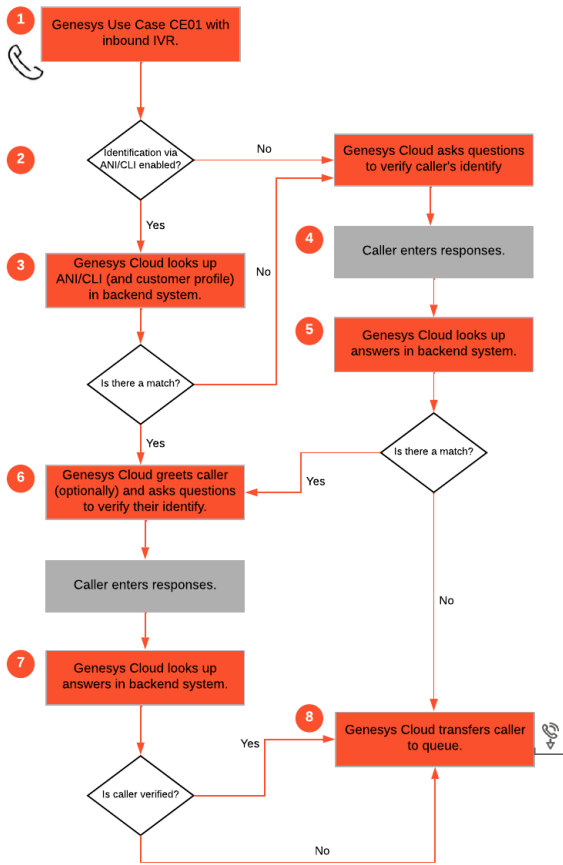 1
Genesys Use Case CE01 with
inbound IVR.
2
Identification via
ANI/CLI enabled?
No
Genesys Cloud asks questions
to verify caller's identify
Yes
3
Genesys Cloud looks up
ANI/CLI (and customer profile)
in backend system.
No
4
Caller enters responses.
5
Genesys Cloud looks up
answers in backend system.
Is there a match?
Yes
Is there a match?
Yes
No
6
Genesys Cloud greets caller
(optionally) and asks questions
to verify their identify.
Caller enters responses.
7
Genesys Cloud looks up
answers in backend system.
8
Genesys Cloud transfers caller
to queue.
Yes
Is caller verified?
No